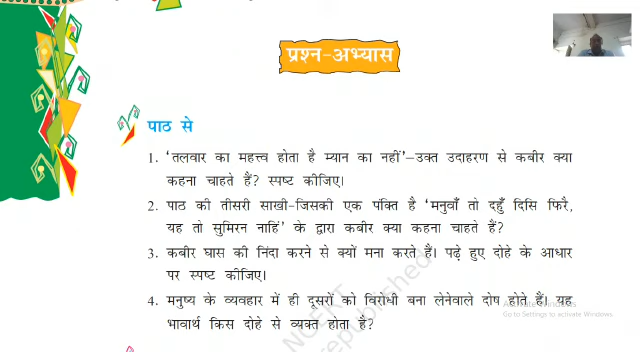 प्रश्न-अभ्यास
पाठ से
1. 'तलवार का महत्त्व होता है म्यान का नहीं'–उक्त उदाहरण से कबीर क्या
कहना चाहते हैं? स्पष्ट कीजिए।
2. पाठ की तीसरी साखी-जिसकी एक पंक्ति है 'मनुवाँ तो दहुँ दिसि फिरै,
यह तो सुमिरन नाहिं' के द्वारा कबीर क्या कहना चाहते हैं?
3. कबीर घास की निंदा करने से क्यों मना करते हैं। पढ़े हुए दोहे के आधार
पर स्पष्ट कीजिए।
4. मनुष्य के व्यवहार में ही दूसरों को विरोधी बना लेनेवाले दोष होते हैं। यह
भावार्थ किस दोहे से व्यक्त होता है?
Go to Settings to activate Windows.
NCERT
republished